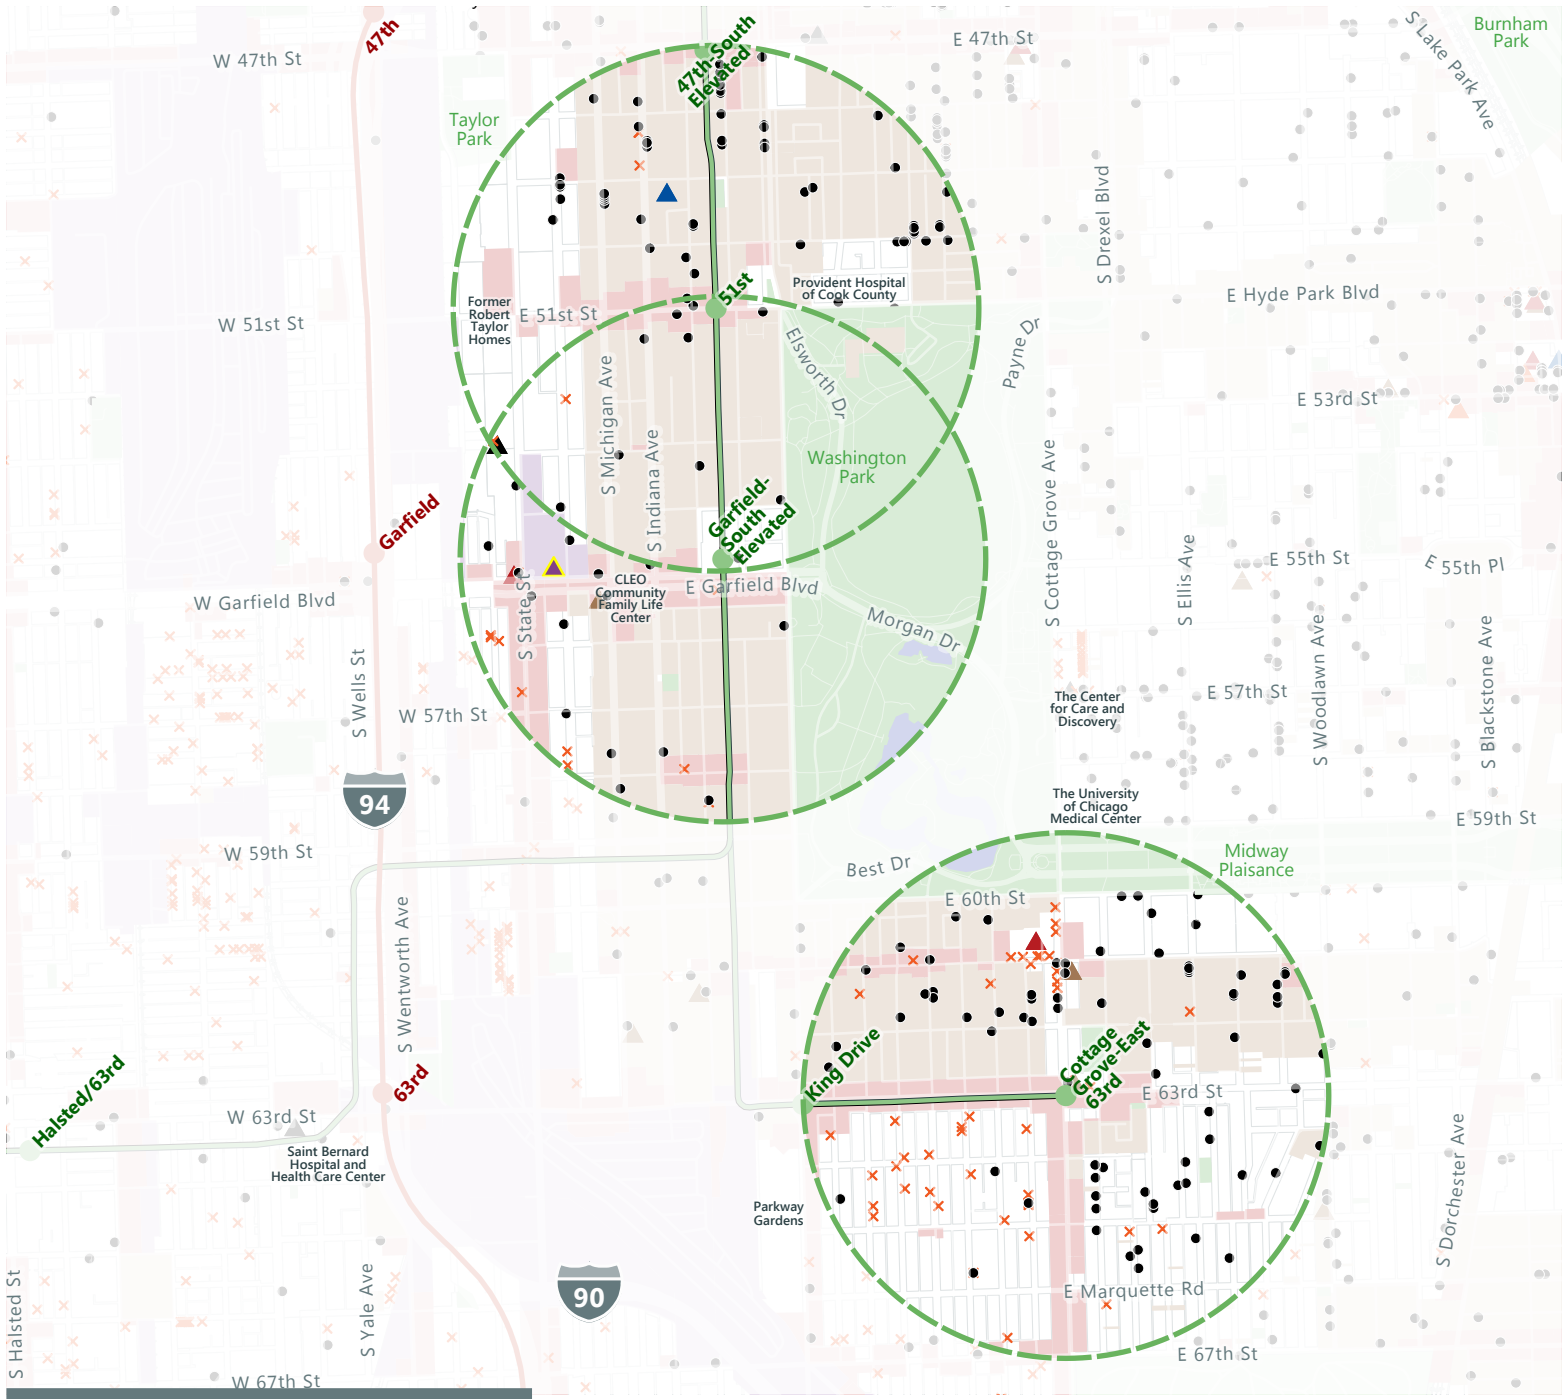 47th
W 47th St
47th-South
Elevated
E 47th St
S Lake Park Ave
Burnham
Park
Taylor
Park
S Drexel Blvd
51st
Provident Hospital
of Cook County
E Hyde Park Blvd
Former
Robert
Taylor
Homes
E 51st St
W 51st St
Elsworth Dr
Payne Dr
S Michigan Ave
E 53rd St
S Indiana Ave
Washington
Park
S Cottage Grove Ave
Garfield
Garfield-
South
Elevated
S Ellis Ave
E 55th St
E 55th Pl
CLEO
Community
Family Life
Center
E Garfield Blvd
W Garfield Blvd
S State St
Morgan Dr
S Woodlawn Ave
S Blackstone Ave
S Wells St
The Center
for Care and
Discovery
E 57th St
W 57th St
94
The University
of Chicago
Medical Center
E 59th St
W 59th St
Best Dr
Midway
Plaisance
E 60th St
S Wentworth Ave
King Drive
Cottage
Grove-East
63rd
63rd
Halsted/63rd
E 63rd St
W 63rd St
Saint Bernard
Hospital and
Health Care Center
S Dorchester Ave
Parkway
Gardens
S Halsted St
S Yale Ave
90
E Marquette Rd
E 67th St
W 67th St